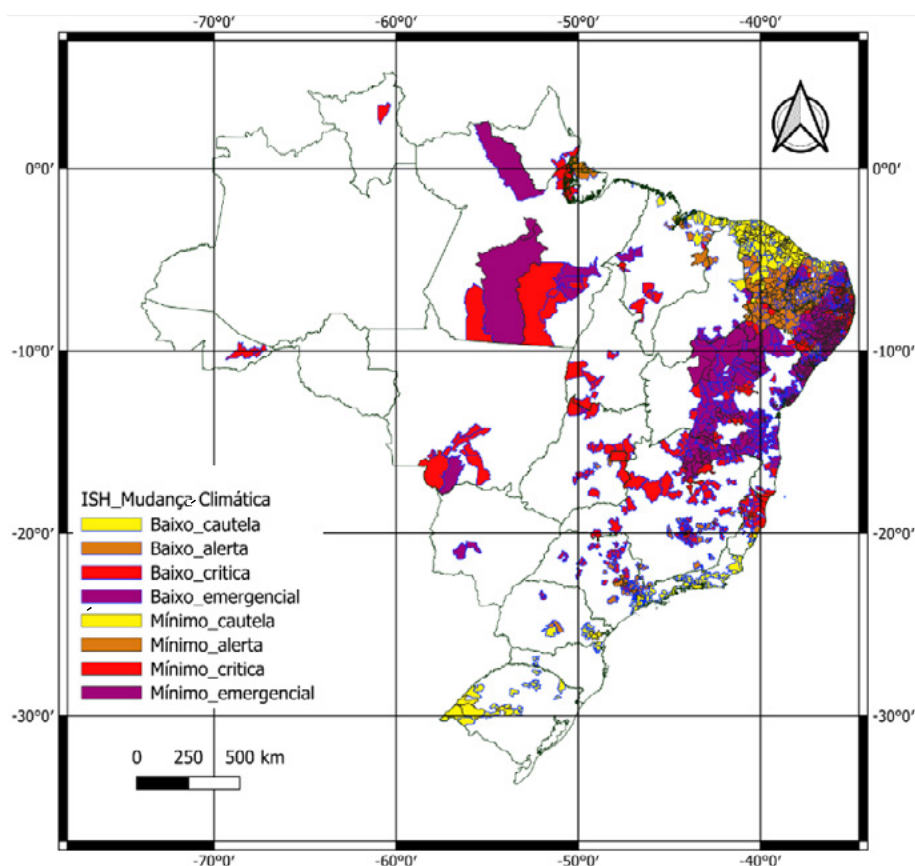 -70°0′ -60°0′ -50°0′ -40°0′
0°0′ 0°0′
-10°0′ -10°0′
ISH_Mudança Climática
Baixo_cautela
-20°0′ -20°0′
Baixo_alerta
Baixo_critica
Baixo_emergencial
Mínimo_cautela
Mínimo_alerta
Mínimo_critica
Mínimo_emergencial
-30°0′ -30°0′
0 250 500 km
-70°0′ -60°0′ -50°0′ -40°0′